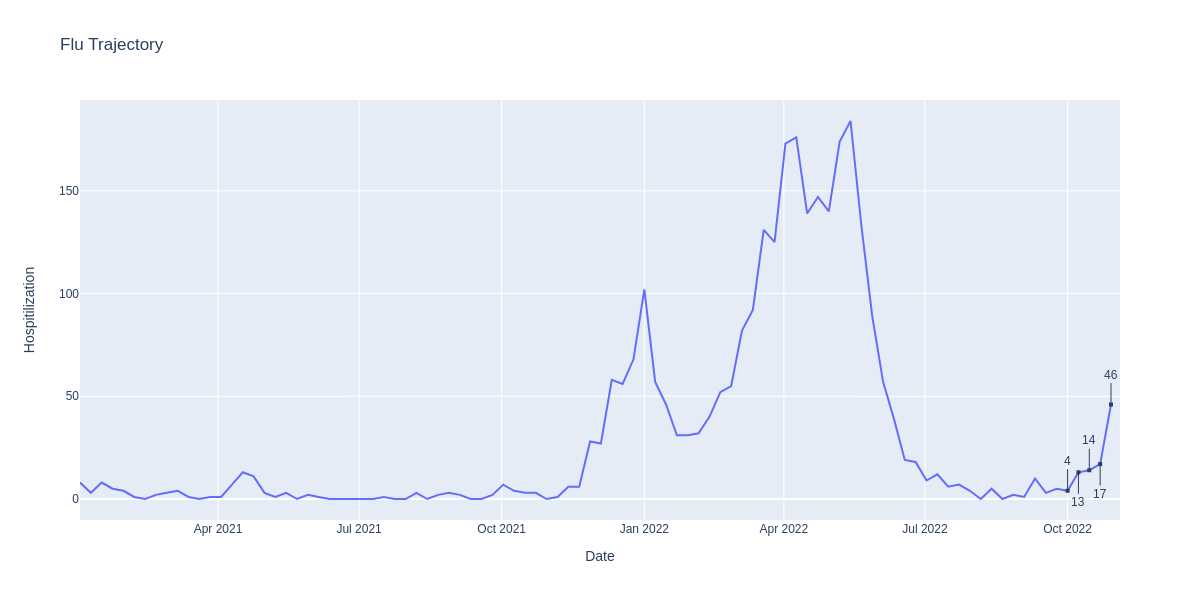 Flu Trajectory
Hospitilization
150
100
50
0
46
14
4
13
17
Apr 2021
Jul 2021
Oct 2021
Jan 2022
Apr 2022
Jul 2022
Oct 2022
Date